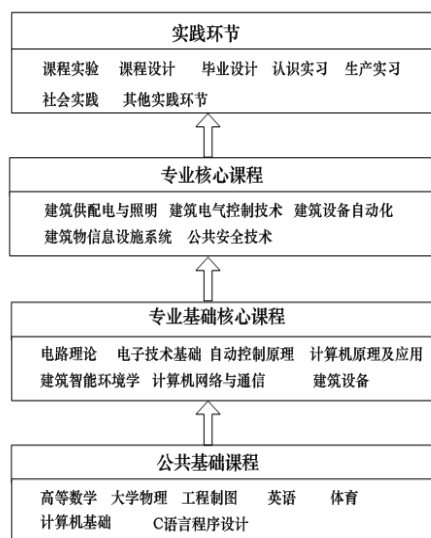 实践环节
课程实验 课程设计 毕业设计 认识实习 生产实习
社会实践 其他实践环节
专业核心课程
建筑供配电与照明 建筑电气控制技术 建筑设备自动化
建筑物信息设施系统 公共安全技术
专业基础核心课程
电路理论 电子技术基础 自动控制原理 计算机原理及应用
建筑智能环境学 计算机网络与通信 建筑设备
公共基础课程
高等数学 大学物理 工程制图 英语 体育
计算机基础 C语言程序设计